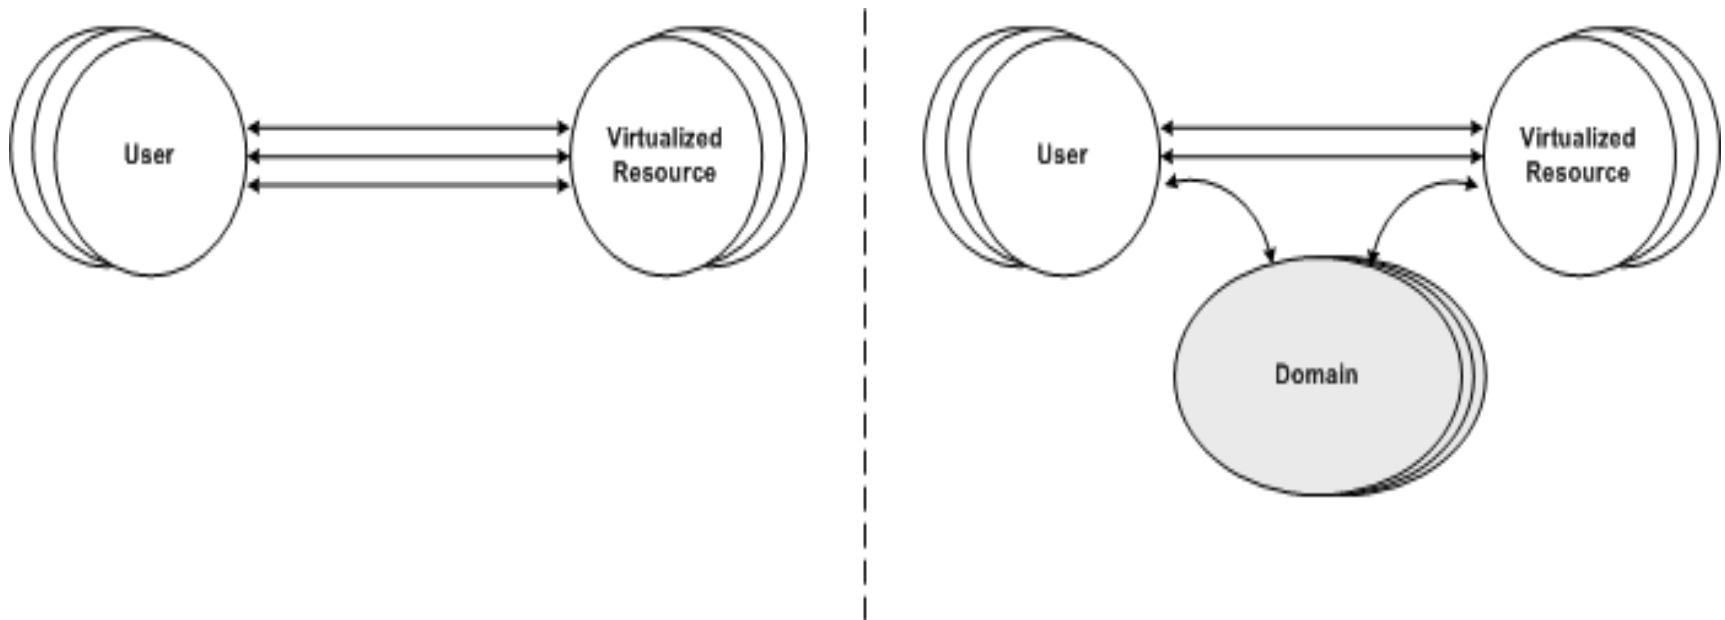 User
Virtualized
Resource
User
Virtualized
Resource
Domain